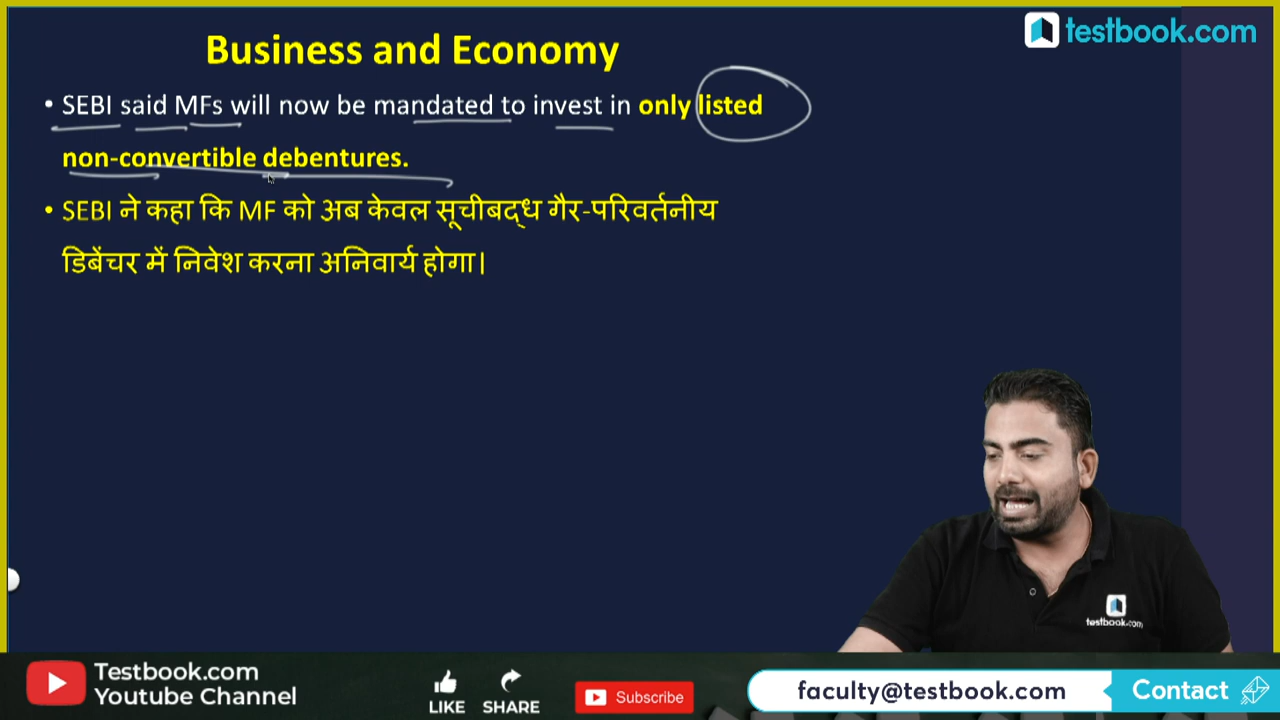 Business and Economy
testbook.com
• SEBI said MFs will now be mandated to invest in only listed
non-convertible debentures.
• SEBI ने कहा कि MF को अब केवल सूचीबद्ध गैर-परिवर्तनीय
डिबेंचर में निवेश करना अनिवार्य होगा।
testbook.com
Testbook.com
Youtube Channel
LIKE
SHARE
Subscribe
faculty@testbook.com
Contact